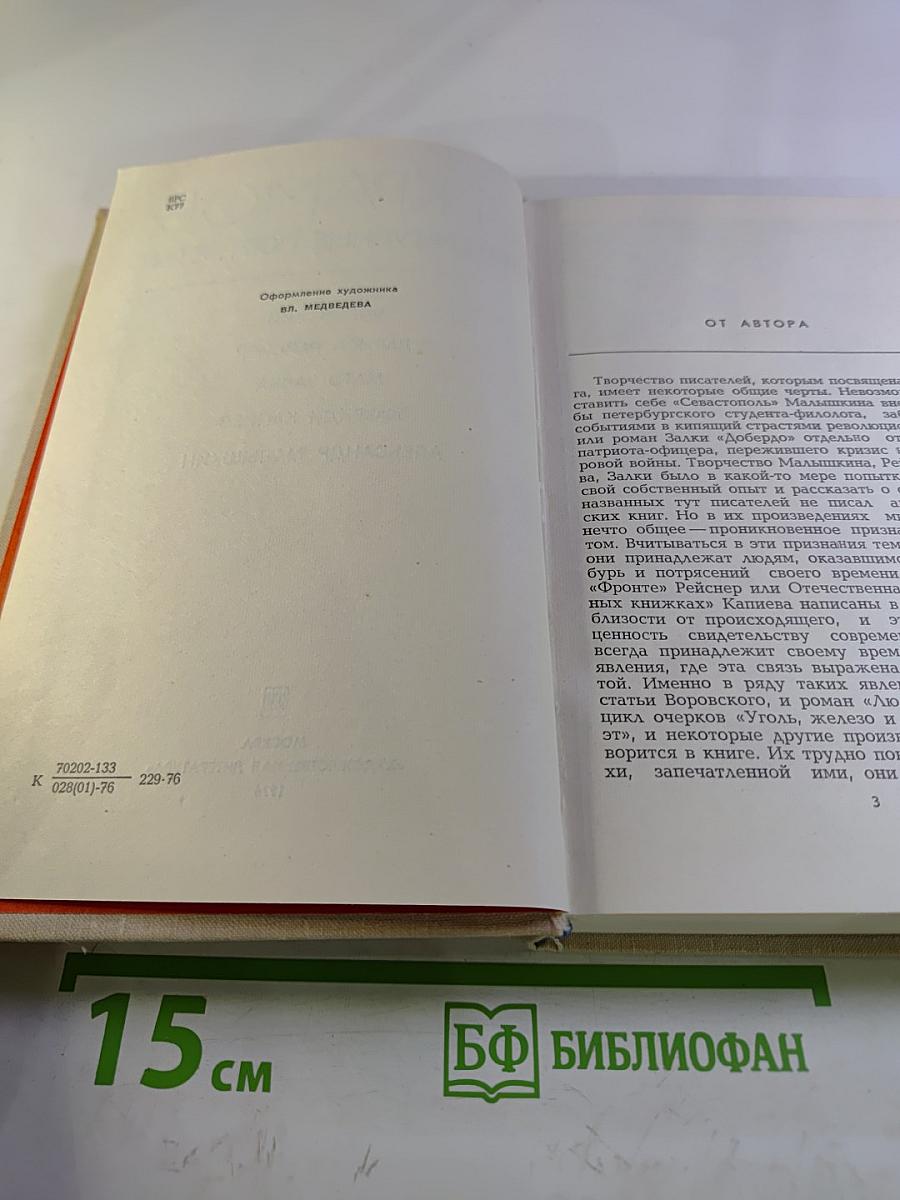 8РС
К77
Оформление художника
ВЛ. МЕДВЕДЕВА
К 70202-133 229-76
028(01)-76
ОТ АВТОРА
Творчество писателей, которым посвящена
га, имеет некоторые общие черты. Невозмо
ставить себе «Севастополь» Малышкина вне
бы петербургского студента-филолога, за
событиями в кипящий страстями революцио
или роман Залки «Добердо» отдельно от
патриота-офицера, пережившего кризис
ровой войны. Творчество Малышкина, Ре
ва, Залки было в какой-то мере попытк
свой собственный опыт и рассказать о
названных тут писателей не писал а
ских книг. Но в их произведениях м
нечто общее — проникновенное призна
том. Вчитываться в эти признания тем
они принадлежат людям, оказавшимс
бурь и потрясений своего времени
«Фронте» Рейснер или Отечественна
ных книжках» Капиева написаны в
близости от происходящего, и э
ценность свидетельству совреме
всегда принадлежит своему врем
явления, где эта связь выражена
той. Именно в ряду таких явле
статьи Воровского, и роман «Лю
цикл очерков «Уголь, железо и
эт», и некоторые другие произв
ворится в книге. Их трудно пон
хи, запечатленной ими, они
3
15 см
БФ БИБЛИОФАН